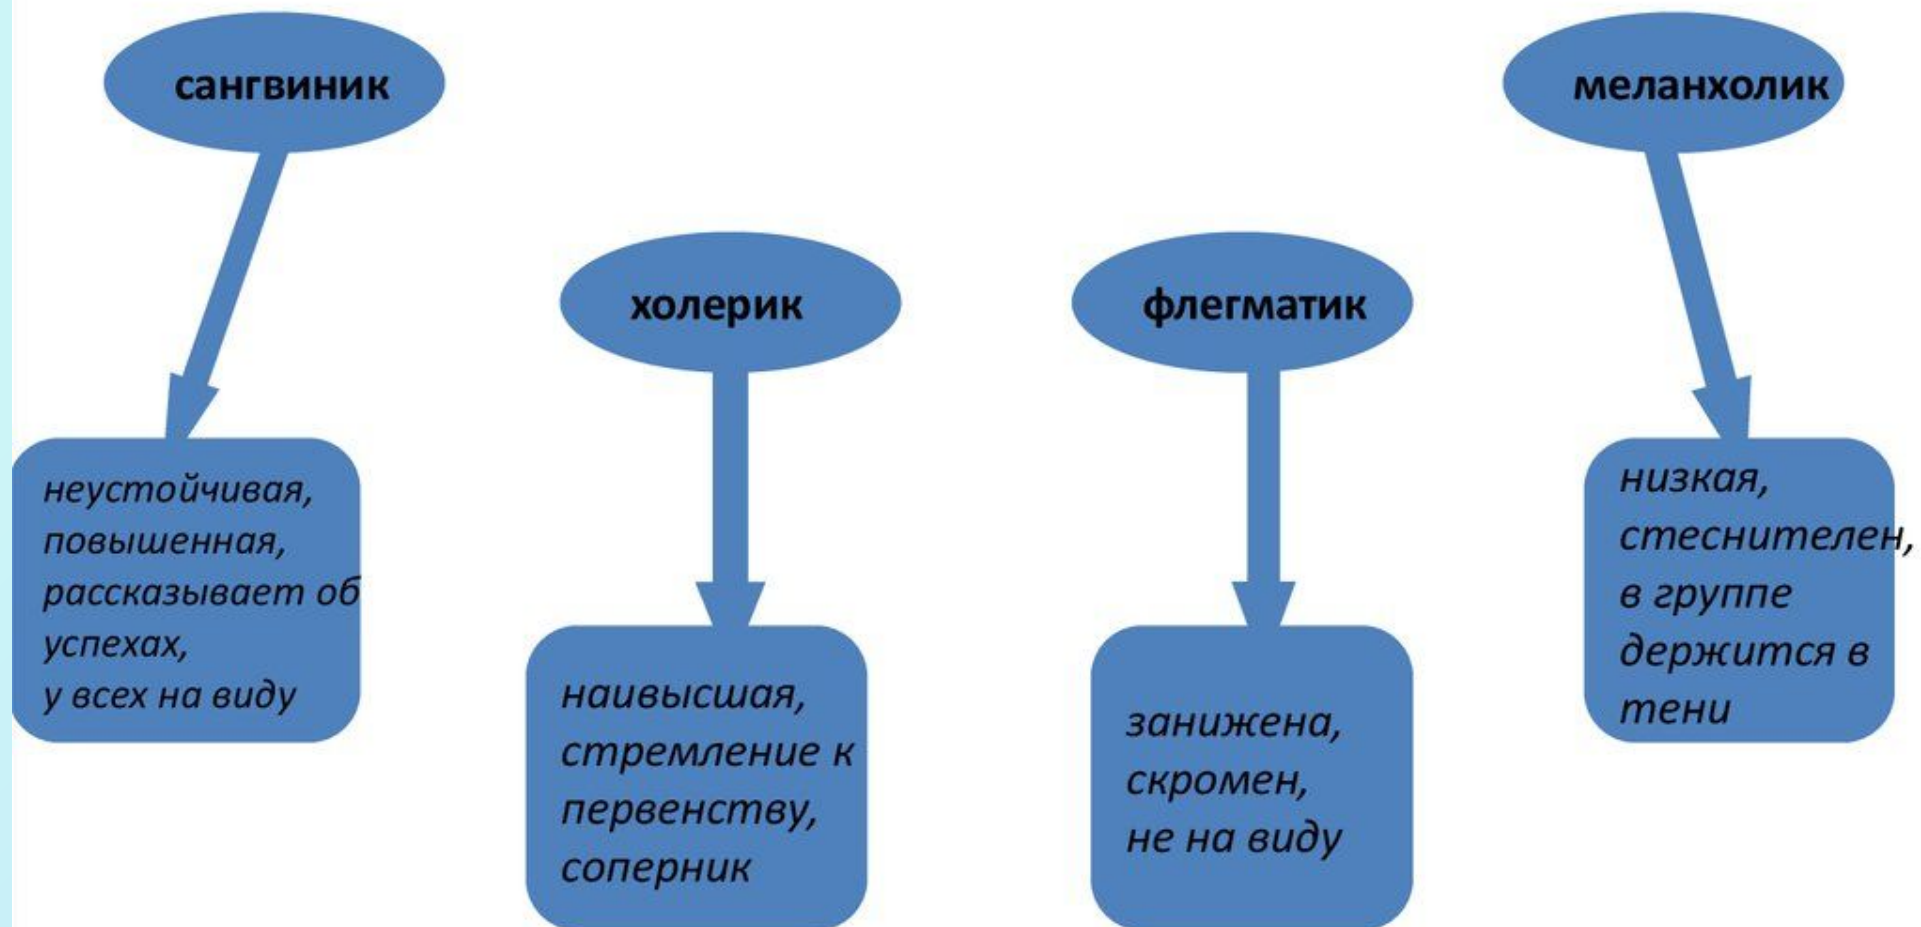 сангвиник
неустойчивая,
повышенная,
рассказывает об
успехах,
у всех на виду
холерик
наивысшая,
стремление к
первенству,
соперник
флегматик
занижена,
скромен,
не на виду
меланхолик
низкая,
стеснителен,
в группе
держится в
тени